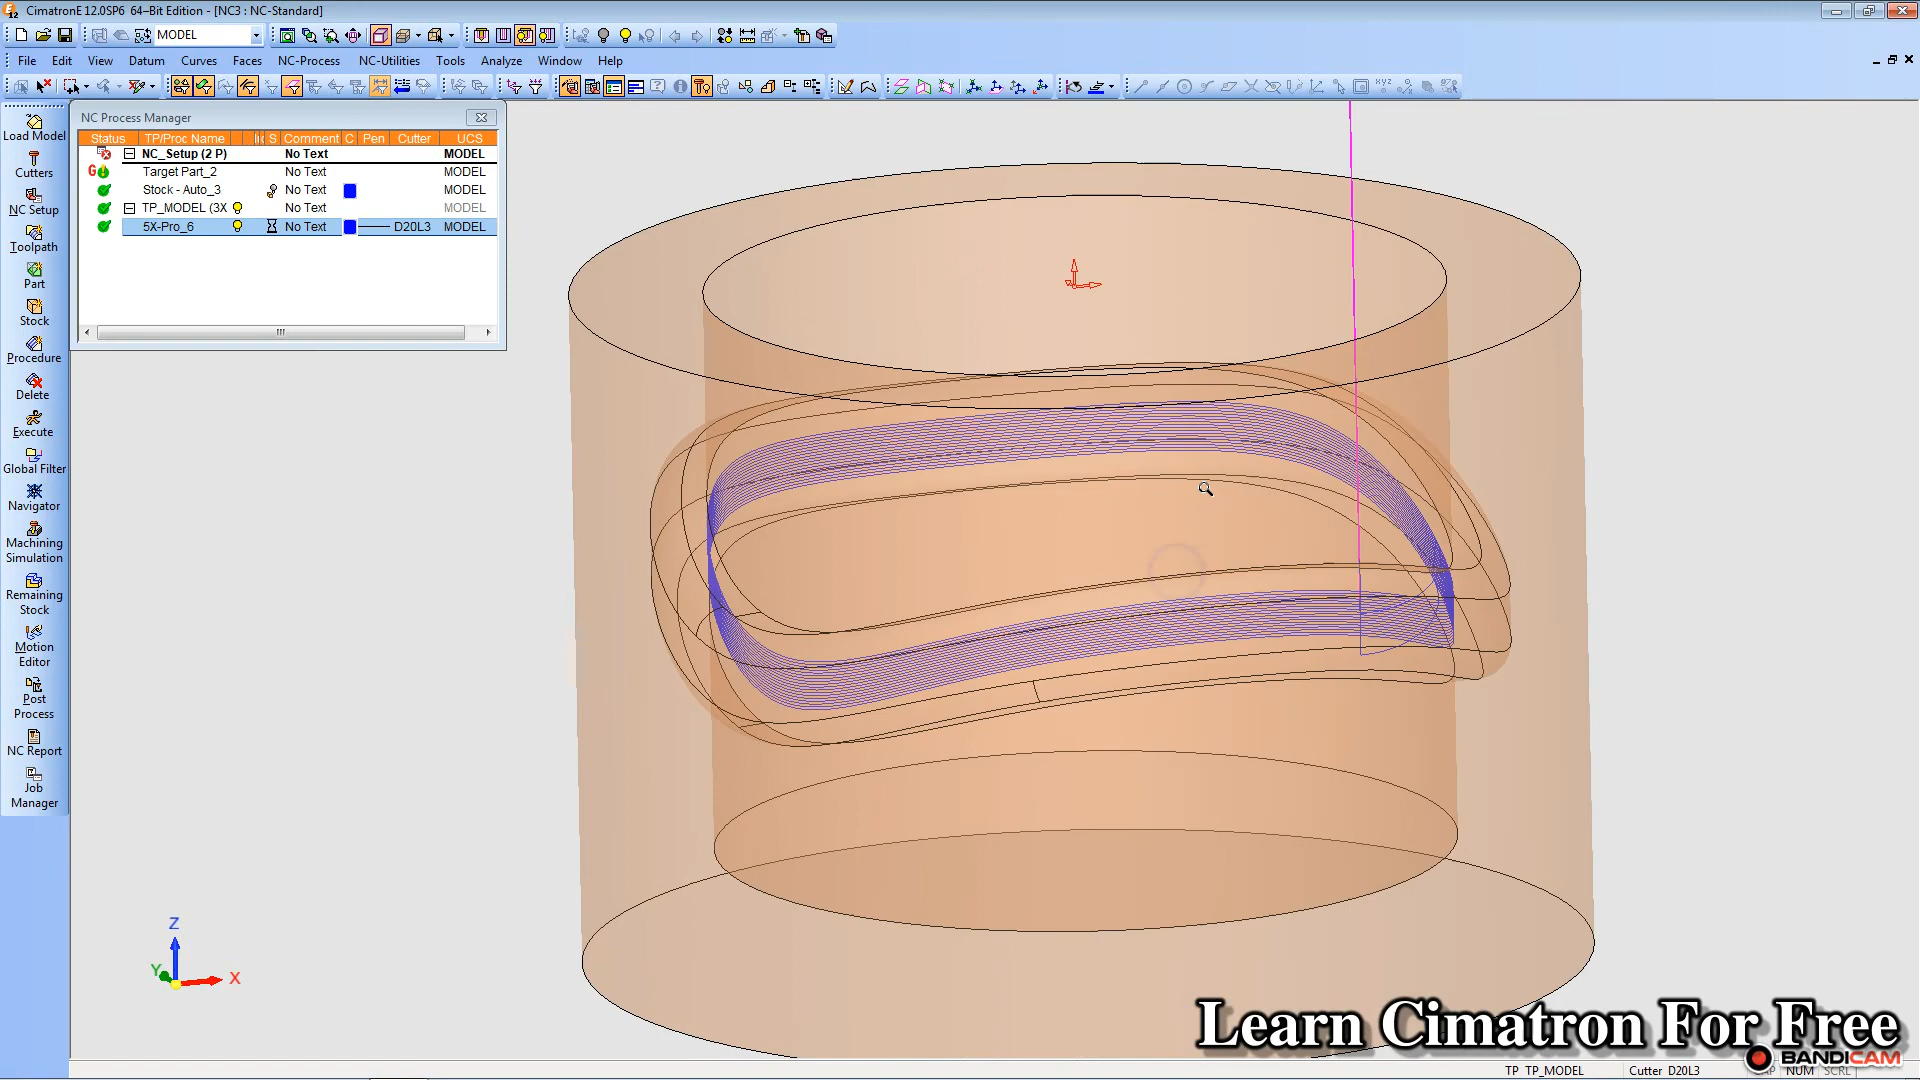 CimatronE 12.0SP6 64-Bit Edition - [NC3 : NC-Standard]
MODEL
File Edit View Datum Curves Faces NC-Process NC-Utilities Tools Analyze Window Help
NC Process Manager
Status TP/Proc Name S Comment C Pen Cutter UCS
NC_Setup (2 P) No Text MODEL
G Target Part_2 No Text MODEL
Stock - Auto_3 No Text MODEL
TP_MODEL (3X No Text MODEL
5X-Pro_6 No Text D20L3 MODEL
Load Model
Cutters
NC Setup
Toolpath
Part
Stock
Procedure
Delete
Execute
Global Filter
Navigator
Machining
Simulation
Remaining
Stock
Motion
Editor
Post
Process
NC Report
Job
Manager
Z
Y
X
Learn Cimatron For Free
BANDICAM
TP TP_MODEL Cutter D20L3 NUM SCRL